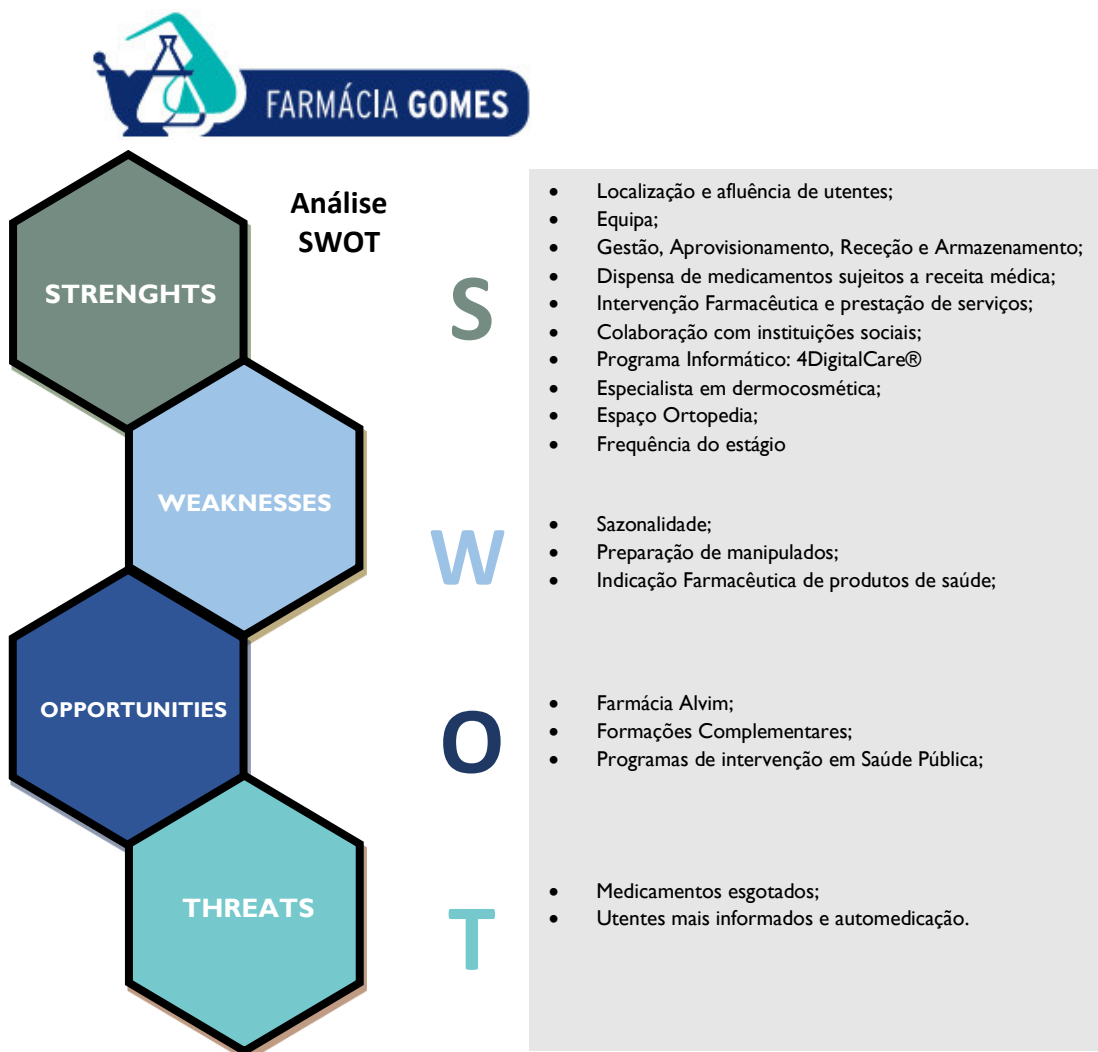 FARMÁCIA GOMES
Análise
SWOT
STRENGHTS
S
• Localização e afluência de utentes;
• Equipa;
• Gestão, Aprovisionamento, Receção e Armazenamento;
• Dispensa de medicamentos sujeitos a receita médica;
• Intervenção Farmacêutica e prestação de serviços;
• Colaboração com instituições sociais;
• Programa Informático: 4DigitalCare®
• Especialista em dermocosmética;
• Espaço Ortopedia;
• Frequência do estágio
WEAKNESSES
W
• Sazonalidade;
• Preparação de manipulados;
• Indicação Farmacêutica de produtos de saúde;
OPPORTUNITIES
O
• Farmácia Alvim;
• Formações Complementares;
• Programas de intervenção em Saúde Pública;
THREATS
T
• Medicamentos esgotados;
• Utentes mais informados e automedicação.